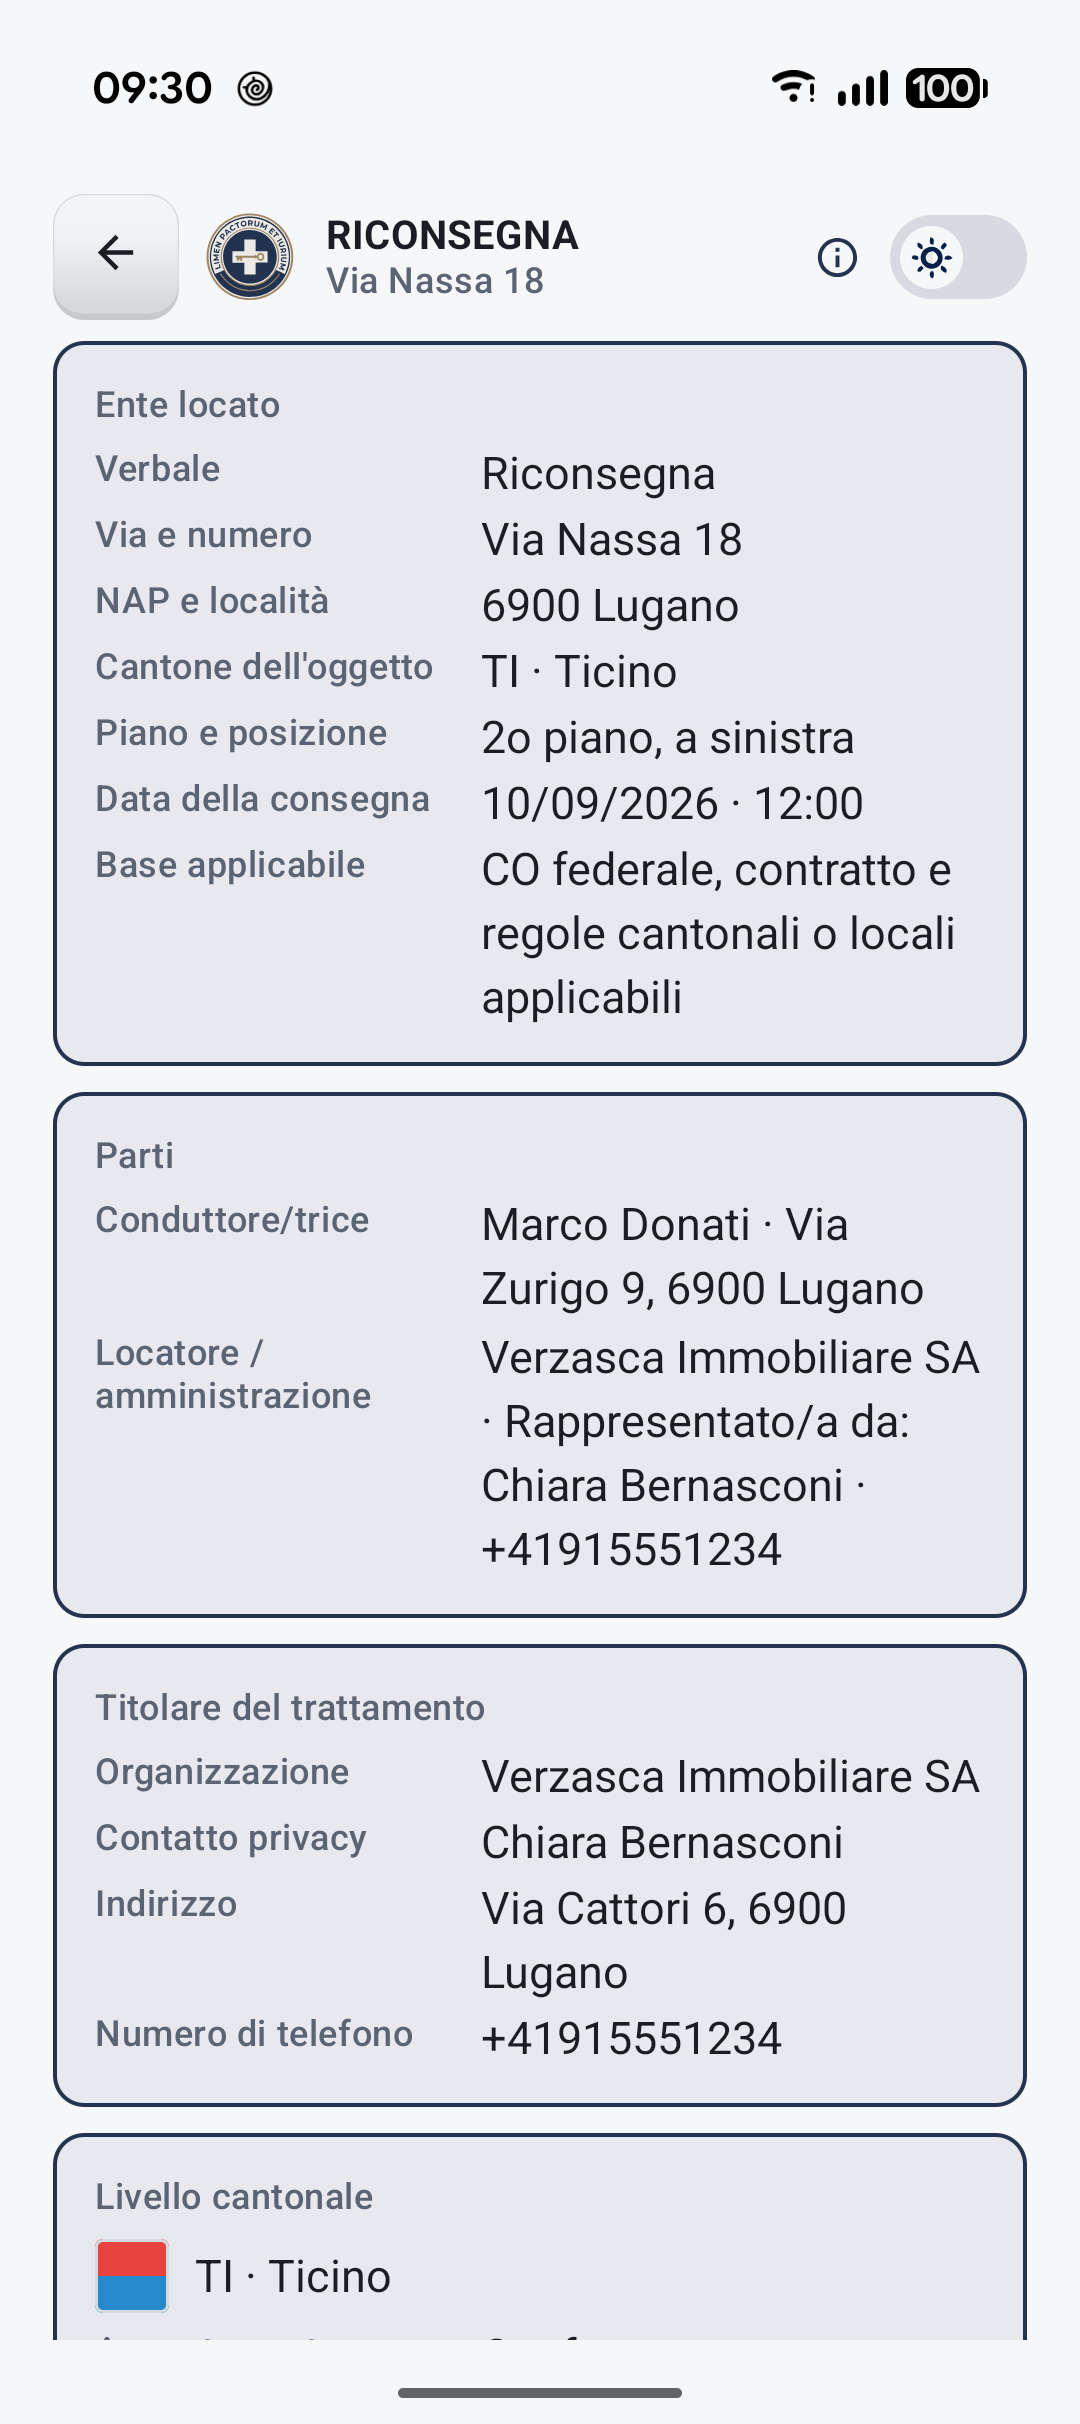 09:30
100
LIMEN PACTORUM ET IURIUM
RICONSEGNA
Via Nassa 18
Ente locato
Verbale
Riconsegna
Via e numero
Via Nassa 18
NAP e località
6900 Lugano
Cantone dell'oggetto
TI · Ticino
Piano e posizione
2o piano, a sinistra
Data della consegna
10/09/2026 · 12:00
Base applicabile
CO federale, contratto e
regole cantonali o locali
applicabili
Parti
Conduttore/trice
Marco Donati · Via
Zurigo 9, 6900 Lugano
Locatore /
amministrazione
Verzasca Immobiliare SA
· Rappresentato/a da:
Chiara Bernasconi ·
+41915551234
Titolare del trattamento
Organizzazione
Verzasca Immobiliare SA
Contatto privacy
Chiara Bernasconi
Indirizzo
Via Cattori 6, 6900
Lugano
Numero di telefono
+41915551234
Livello cantonale
TI · Ticino